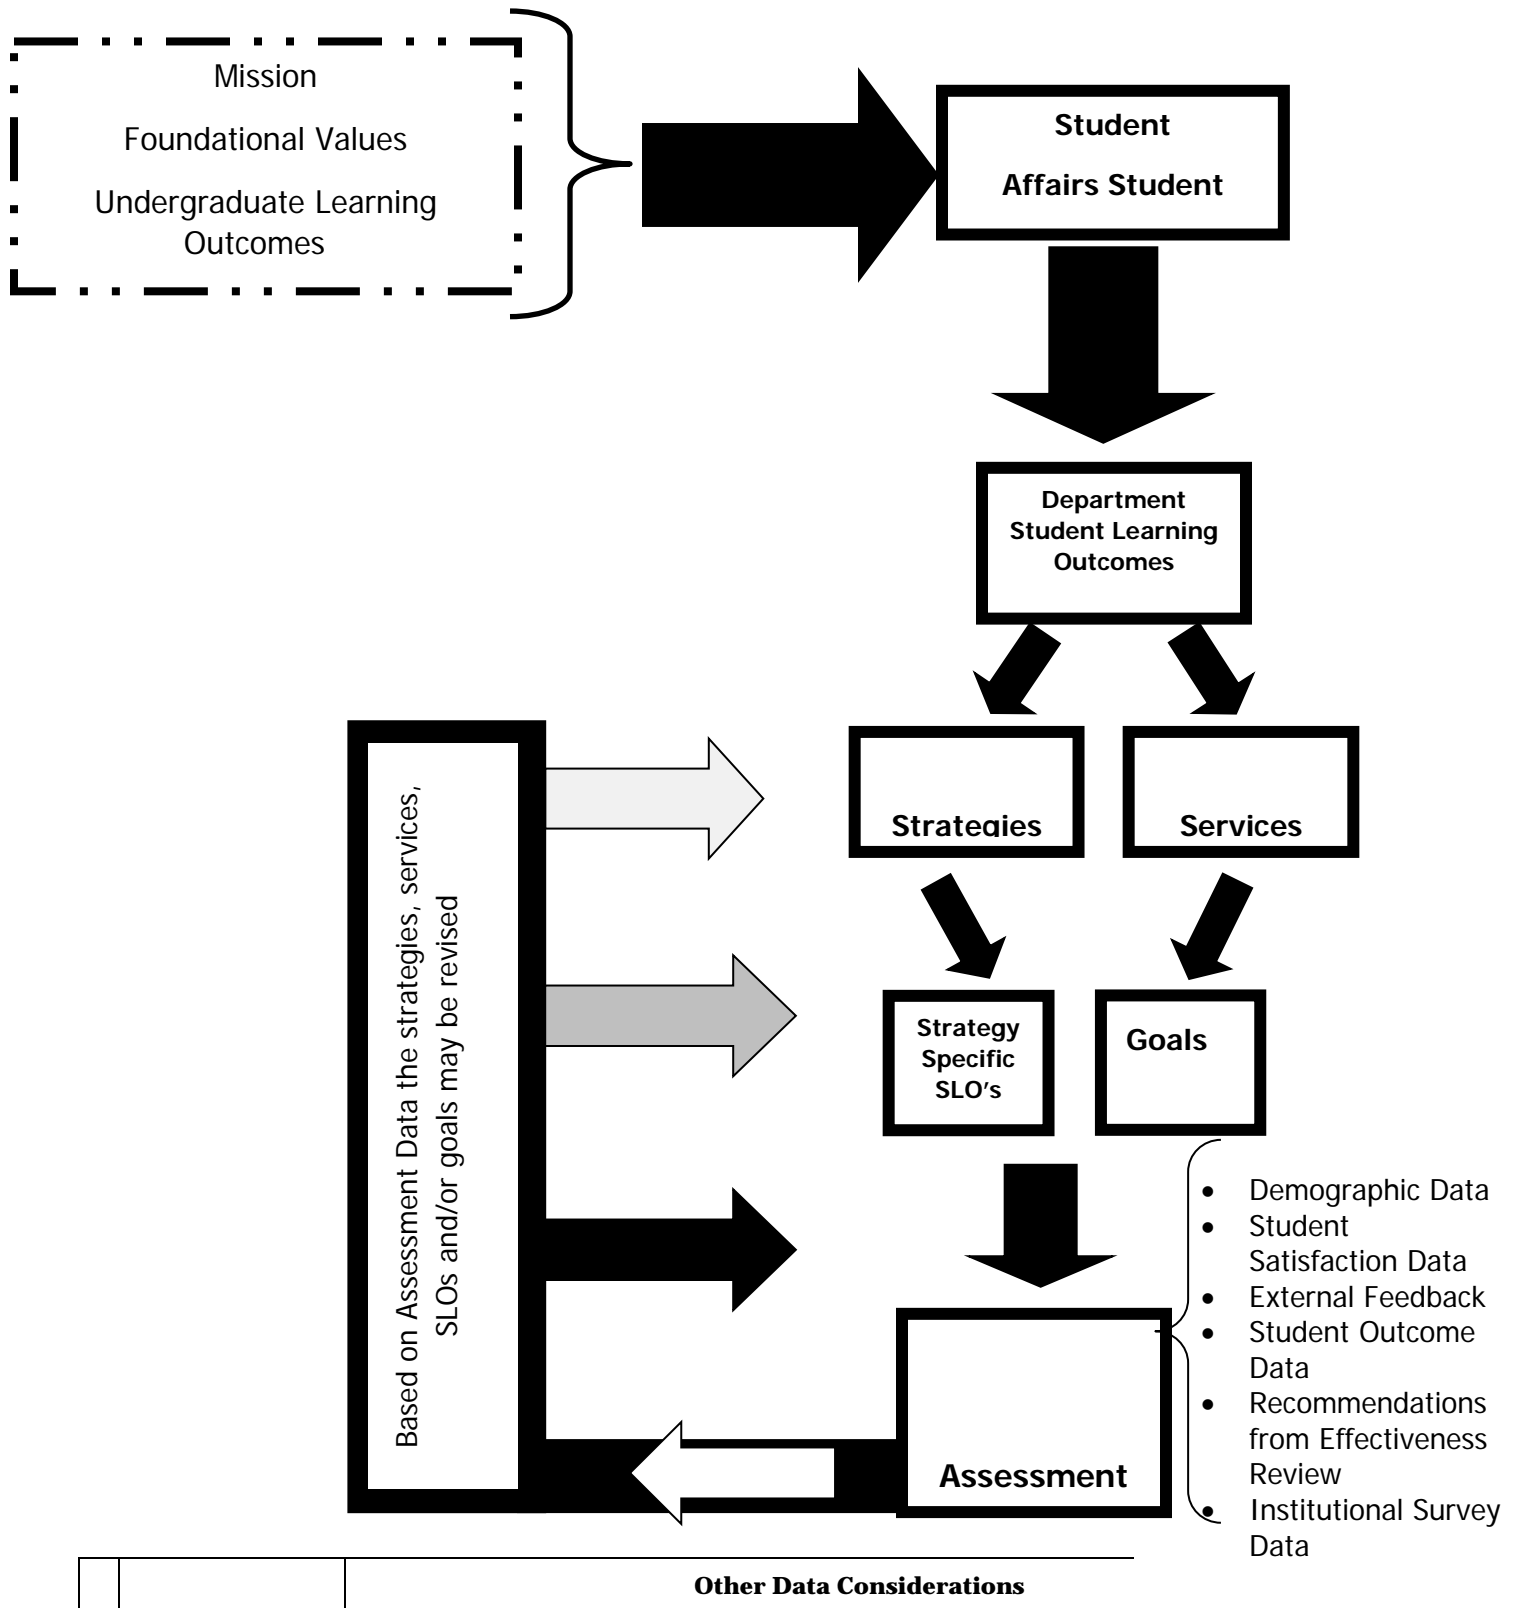 Mission
Foundational Values
Undergraduate Learning
Outcomes
Student
Affairs Student
Department
Student Learning
Outcomes
Strategies
Services
Based on Assessment Data the strategies, services,
SLOs and/or goals may be revised
Strategy
Specific
SLO's
Goals
• Demographic Data
• Student
Satisfaction Data
• External Feedback
• Student Outcome
Data
• Recommendations
from Effectiveness
Review
• Institutional Survey
Data
Assessment
Other Data Considerations